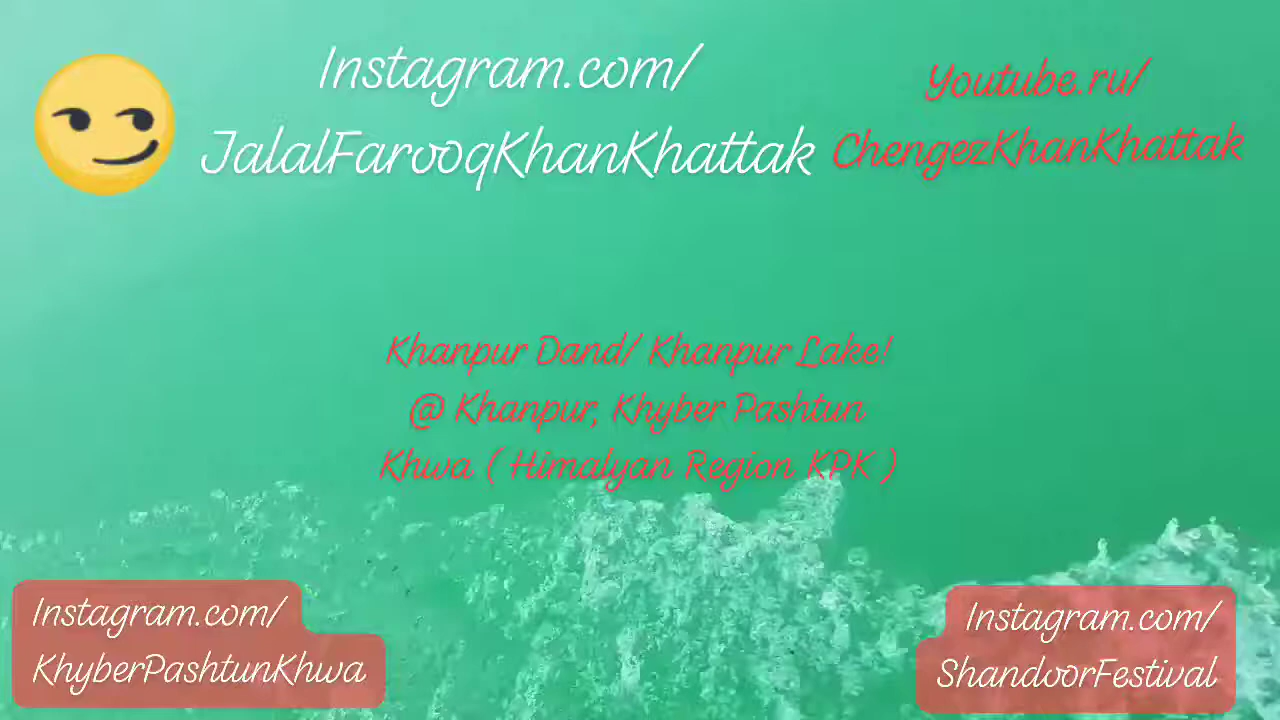 Instagram.com/
JalalFarooqKhanKhattak
Youtube.ru/
ChengezKhanKhattak
Khanpur Dand/ Khanpur Lake!
@ Khanpur, Khyber Pashtun
Khwa ( Himalyan Region KPK )
Instagram.com/
KhyberPashtunKhwa
Instagram.com/
ShandoorFestival